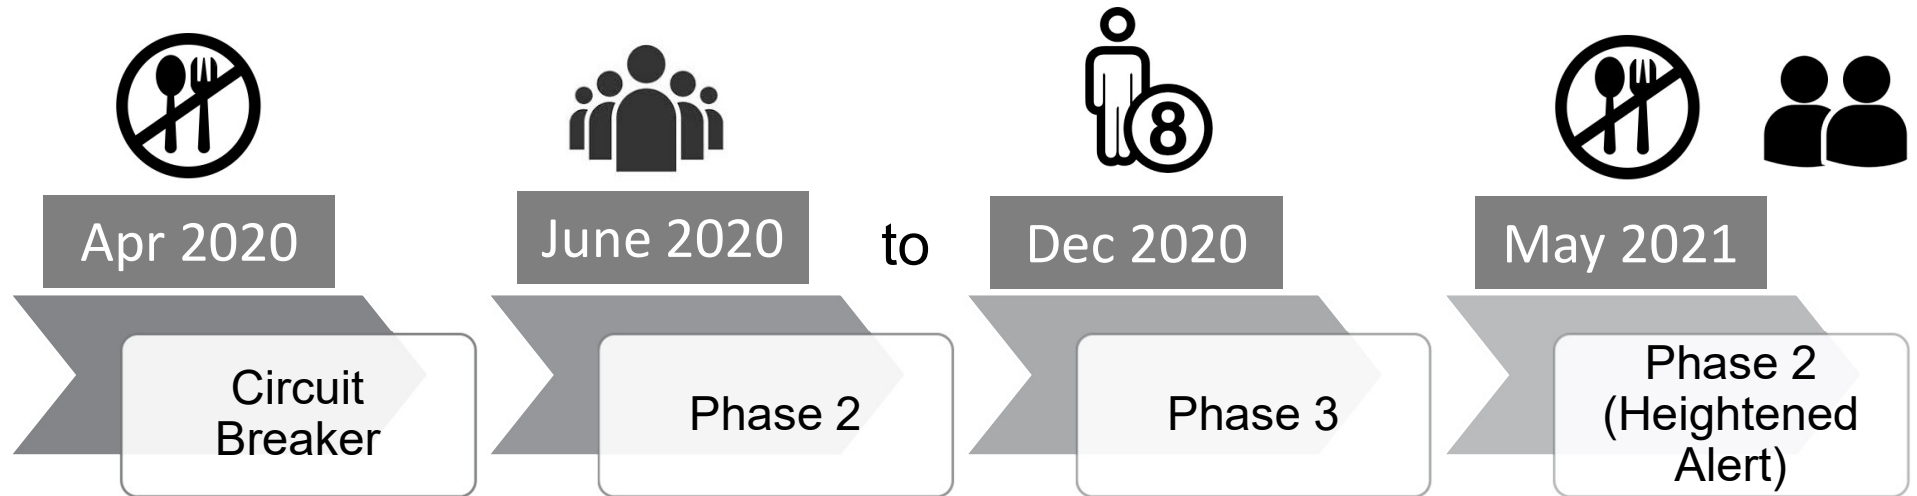 8
Apr 2020
June 2020
to
Dec 2020
May 2021
Circuit
Breaker
Phase 2
Phase 3
Phase 2
(Heightened
Alert)